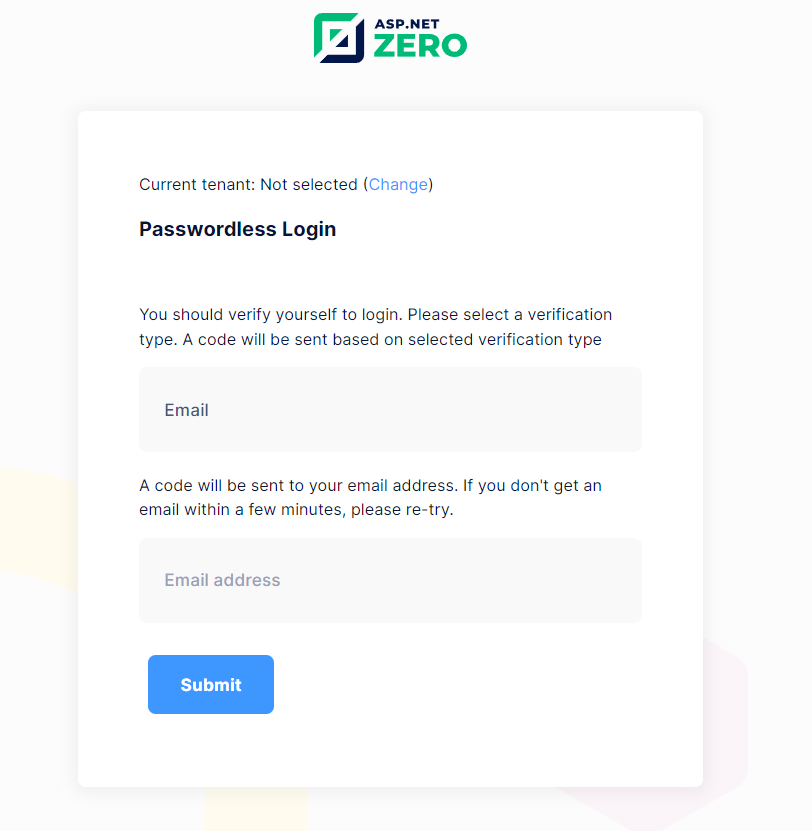 ASP.NET
ZERO
Current tenant: Not selected (Change)
Passwordless Login
You should verify yourself to login. Please select a verification
type. A code will be sent based on selected verification type
Email
A code will be sent to your email address. If you don't get an
email within a few minutes, please re-try.
Email address
Submit